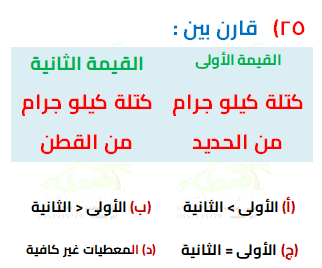 ٢٥) قارن بين :
القيمة الأولى القيمة الثانية
كتلة كيلو جرام كتلة كيلو جرام
من الحديد من القطن
(أ) الأولى > الثانية (ب) الأولى < الثانية
(ج) الأولى = الثانية (د) المعطيات غير كافية